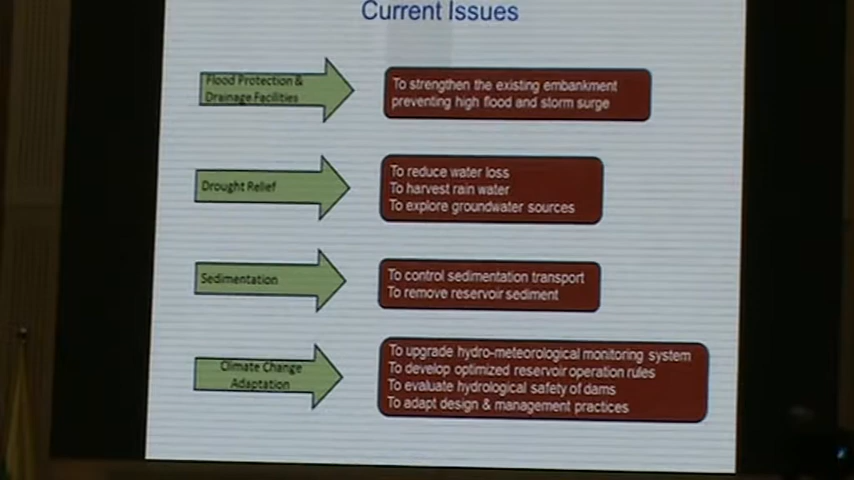 Current Issues
Flood Protection &
Drainage Facilities
To strengthen the existing embankment
preventing high flood and storm surge
Drought Relief
To reduce water loss
To harvest rain water
To explore groundwater sources
Sedimentation
To control sedimentation transport
To remove reservoir sediment
Climate Change
Adaptation
To upgrade hydro-meteorological monitoring system
To develop optimized reservoir operation rules
To evaluate hydrological safety of dams
To adapt design & management practices